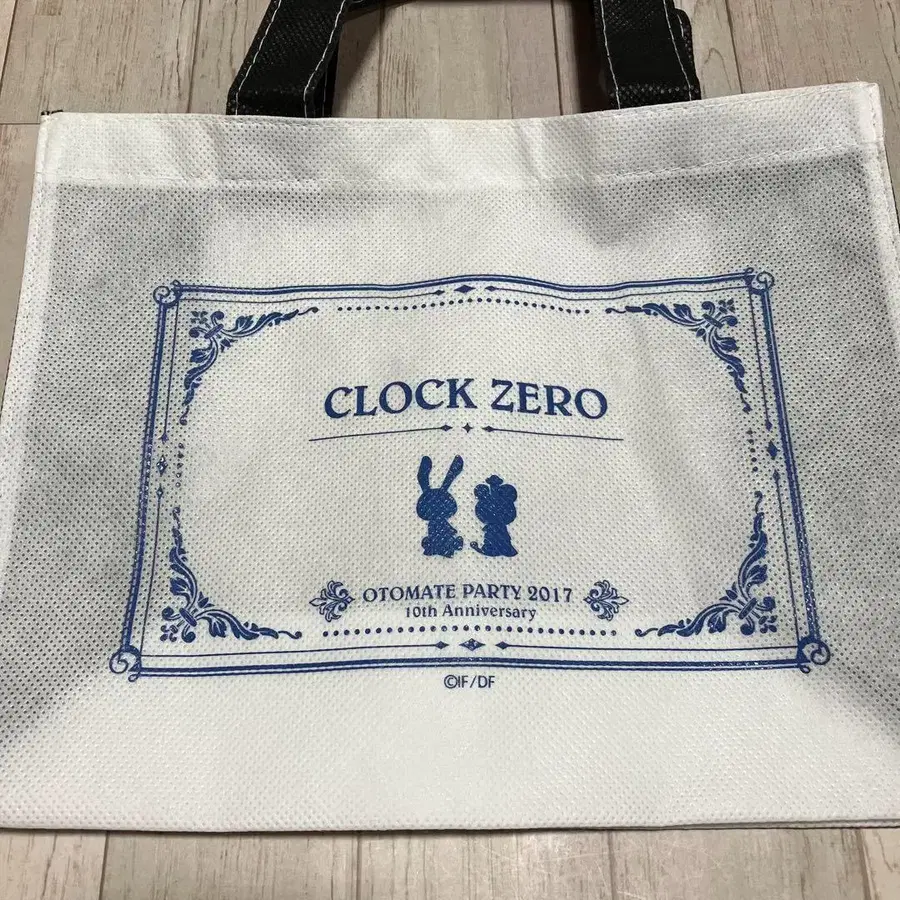 CLOCK ZERO
OTOMATE PARTY 2017
10th Anniversary
©IF/DF